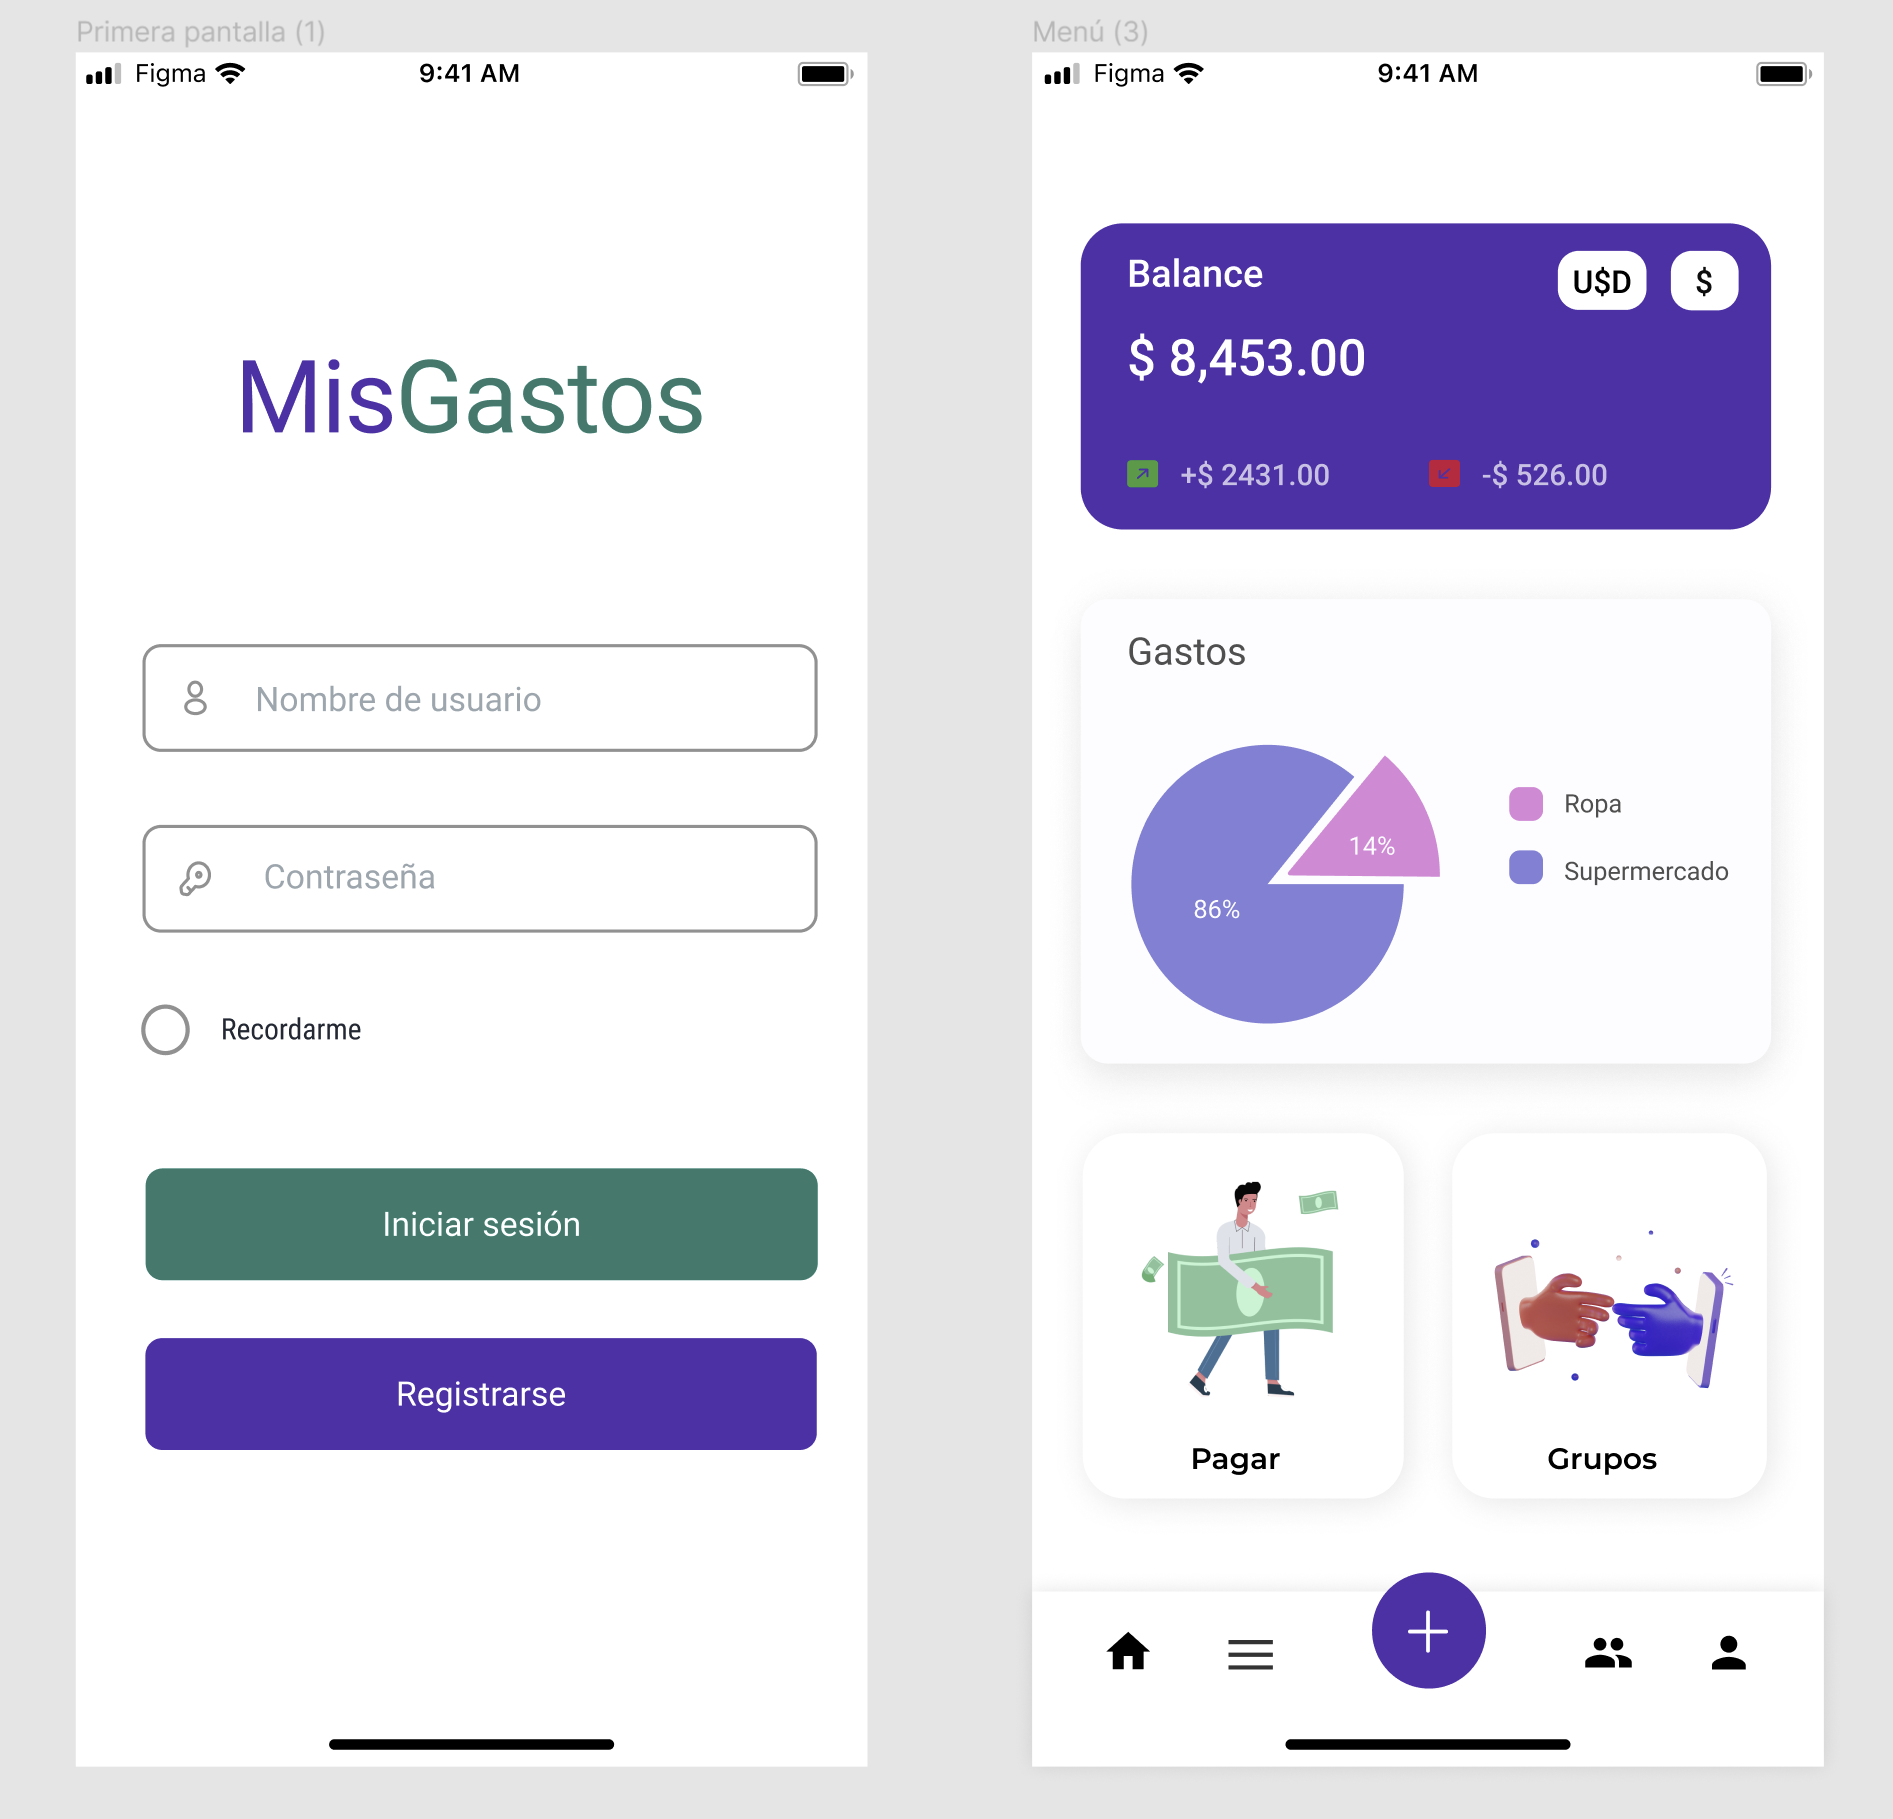 Primera pantalla (1)
Figma 9:41 AM
MisGastos
Nombre de usuario
Contraseña
Recordarme
Iniciar sesión
Registrarse
Menú (3)
Figma 9:41 AM
Balance U$D $
$ 8,453.00
+$ 2431.00 -$ 526.00
Gastos
14%
86%
Ropa
Supermercado
Pagar
Grupos